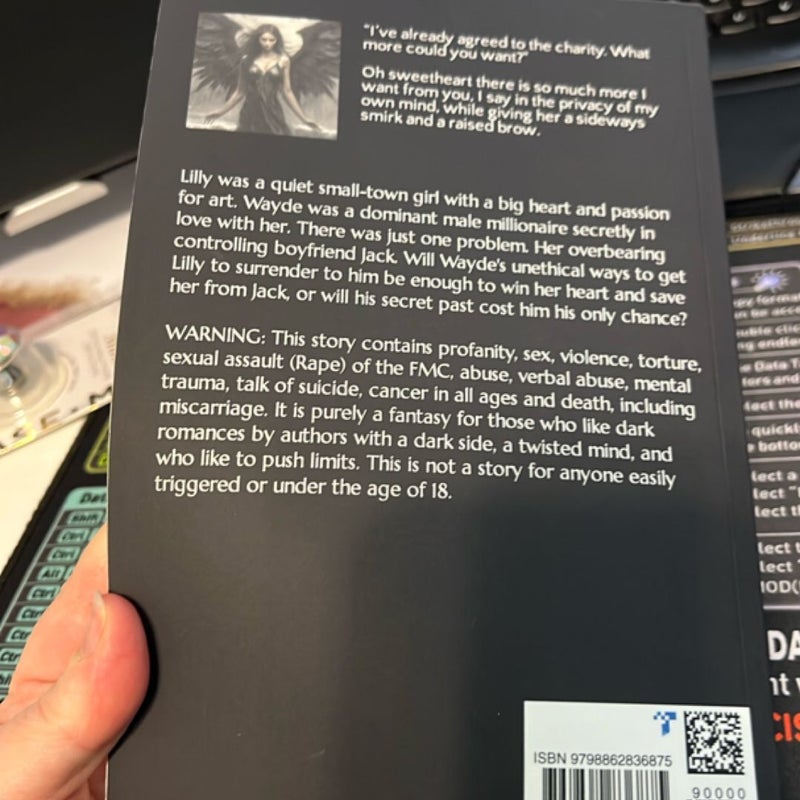 "I've already agreed to the charity. What
more could you want?"
Oh sweetheart there is so much more I
want from you, I say in the privacy of my
own mind, while giving her a sideways
smirk and a raised brow.
Lilly was a quiet small-town girl with a big heart and passion
for art. Wayde was a dominant male millionaire secretly in
love with her. There was just one problem. Her overbearing
controlling boyfriend Jack. Will Wayde's unethical ways to get
Lilly to surrender to him be enough to win her heart and save
her from Jack, or will his secret past cost him his only chance?
WARNING: This story contains profanity, sex, violence, torture,
sexual assault (Rape) of the FMC, abuse, verbal abuse, mental
trauma, talk of suicide, cancer in all ages and death, including
miscarriage. It is purely a fantasy for those who like dark
romances by authors with a dark side, a twisted mind, and
who like to push limits. This is not a story for anyone easily
triggered or under the age of 18.
ISBN 9798862836875
90000
Shift
Ctrl
Ctrl
Alt
Ctrl